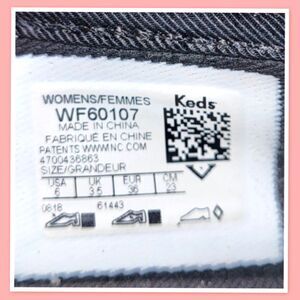 WOMENS/FEMMES
Keds
WF60107
MADE IN CHINA
FABRIQUÉ EN CHINE
PATENTS WWW.NC.COM
4700436863
SIZE/GRANDEUR
USA UK EUR CM
6 3.5 36 23
0818 61443